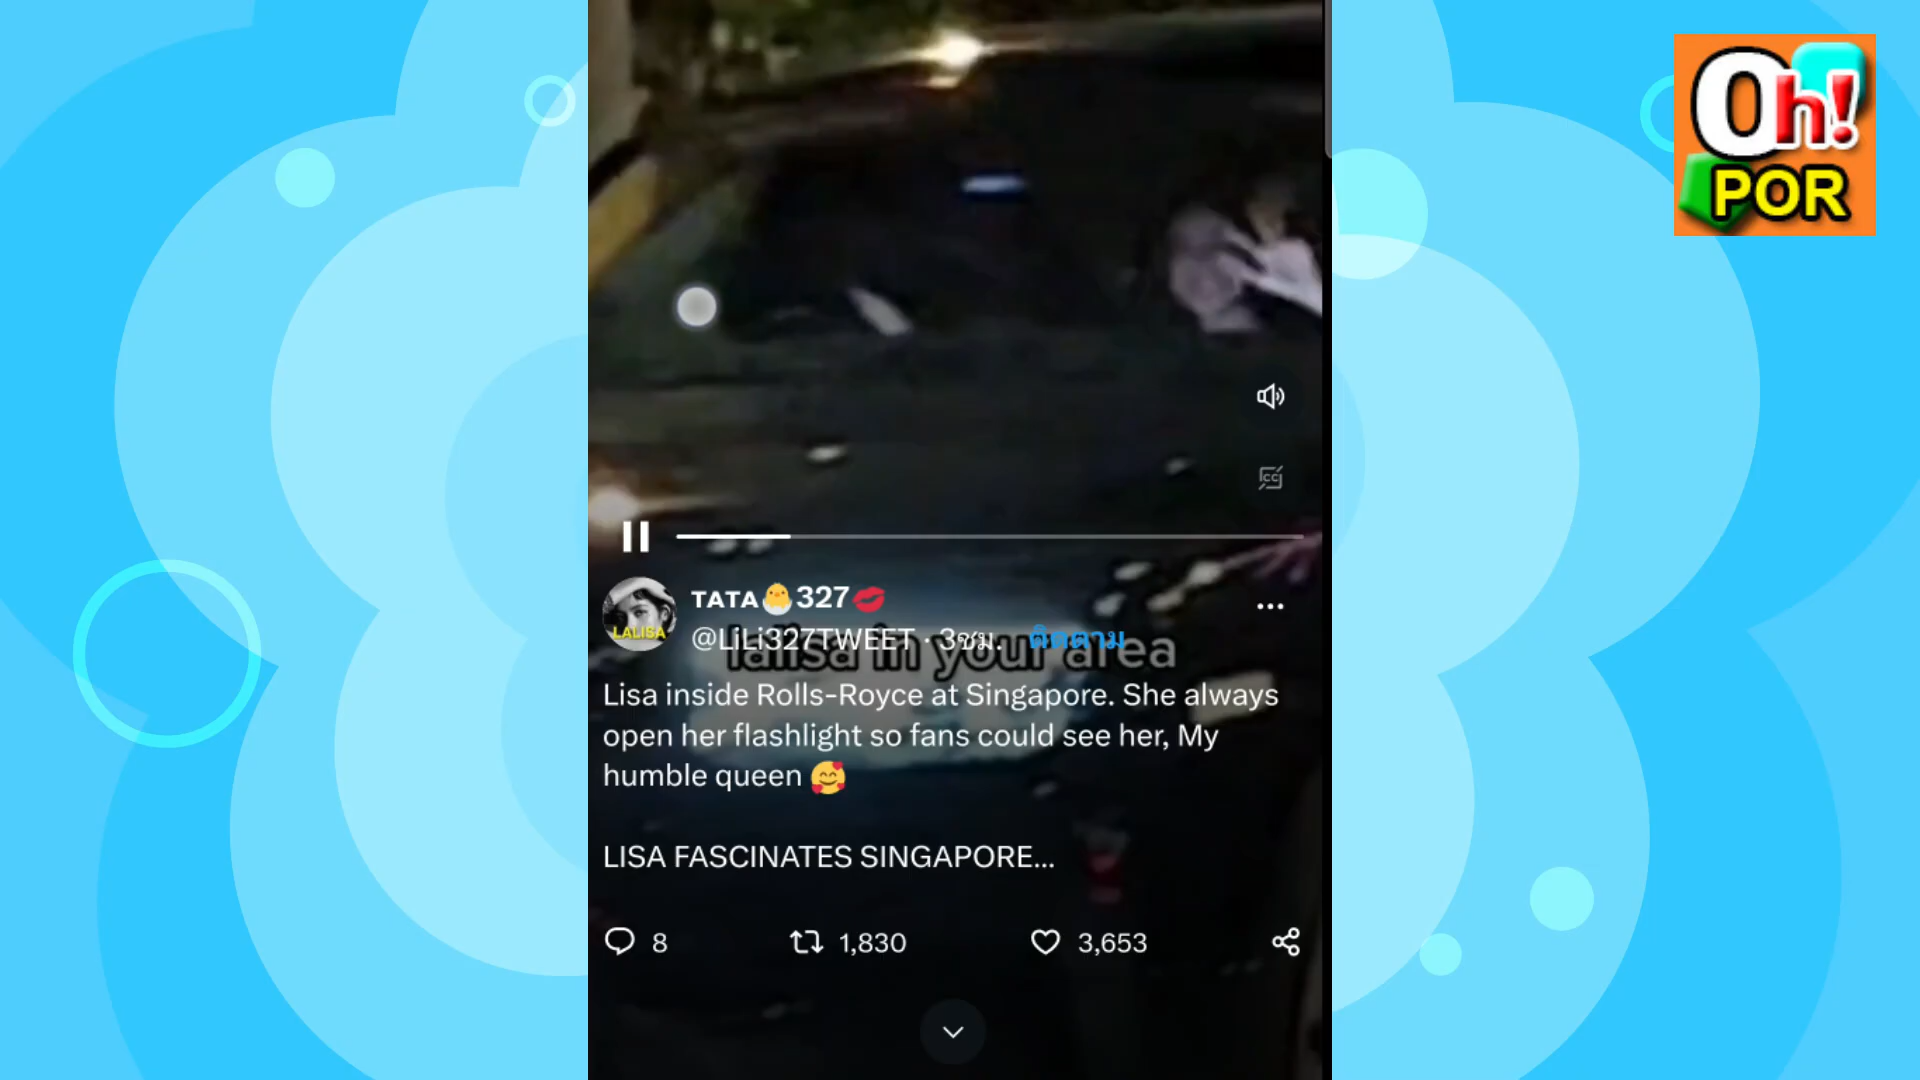 Oh!
POR
CC
TATA🐥327💋
@LiLi327TWEET · 3ชม. ติดตาม
LALISA
lalisa in your area
Lisa inside Rolls-Royce at Singapore. She always
open her flashlight so fans could see her, My
humble queen 🥰
LISA FASCINATES SINGAPORE...
8 1,830 3,653